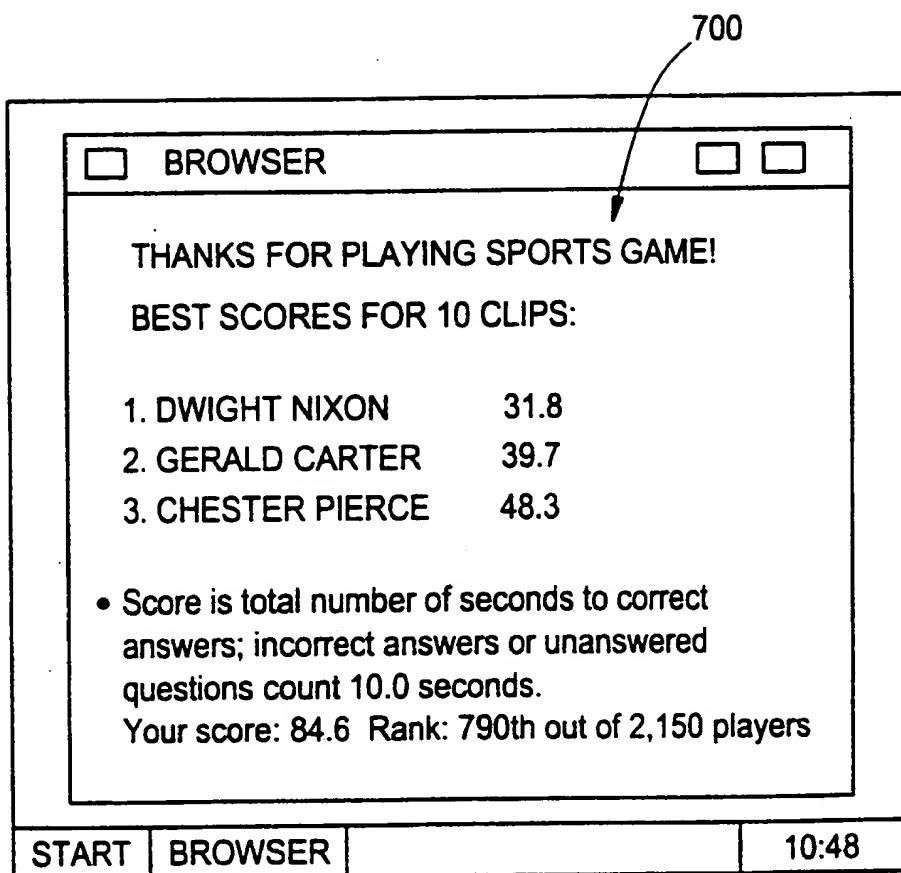 700
BROWSER
THANKS FOR PLAYING SPORTS GAME!
BEST SCORES FOR 10 CLIPS:
1. DWIGHT NIXON 31.8
2. GERALD CARTER 39.7
3. CHESTER PIERCE 48.3
• Score is total number of seconds to correct
answers; incorrect answers or unanswered
questions count 10.0 seconds.
Your score: 84.6 Rank: 790th out of 2,150 players
START BROWSER 10:48